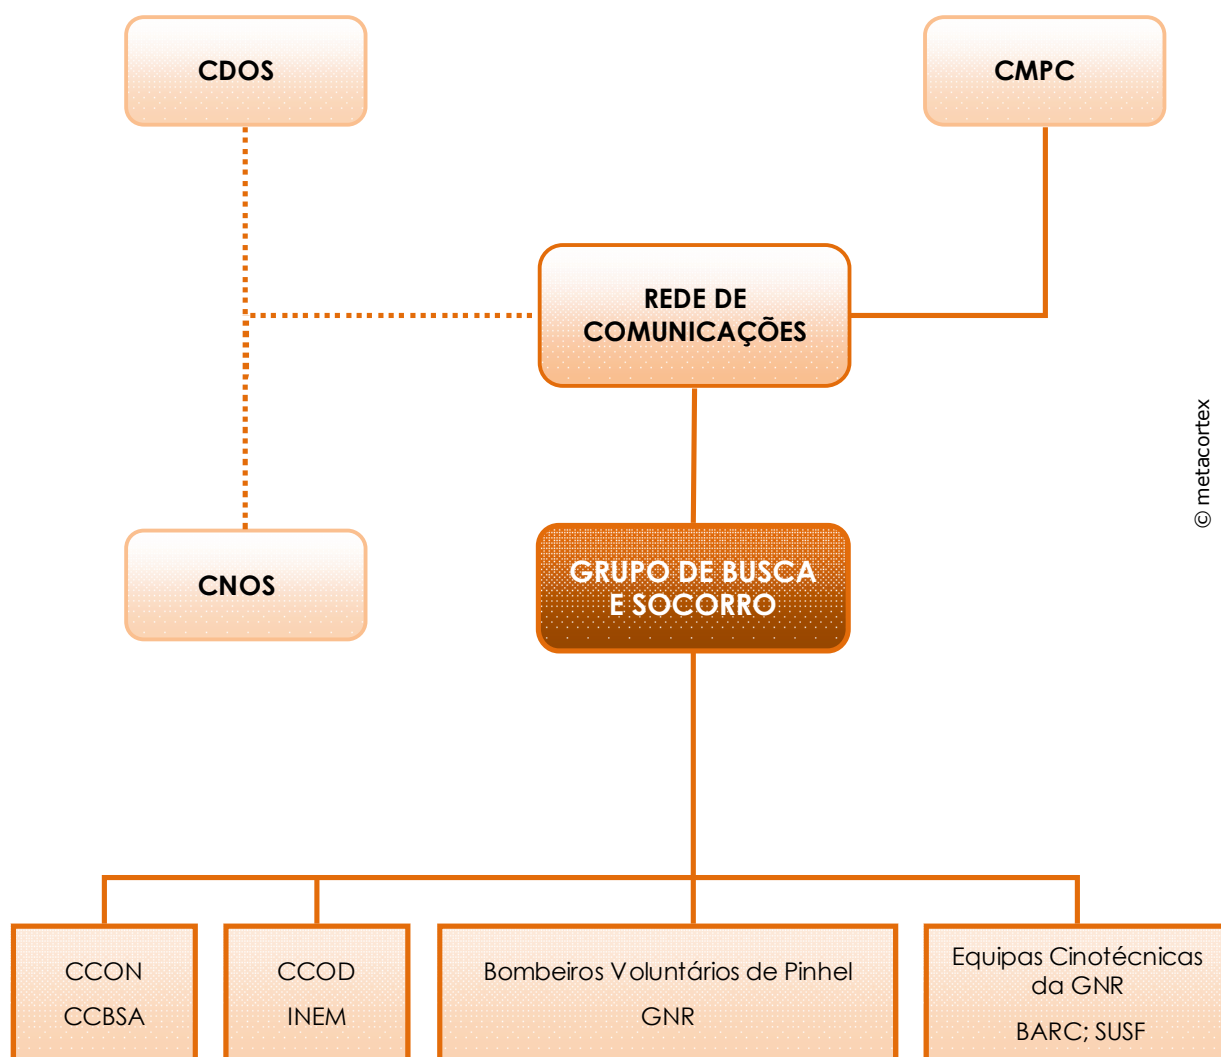 CDOS
CMPC
REDE DE
COMUNICAÇÕES
© metacortex
CNOS
GRUPO DE BUSCA
E SOCORRO
CCON
CCBSA
CCOD
INEM
Bombeiros Voluntários de Pinhel
GNR
Equipas Cinotécnicas
da GNR
BARC; SUSF